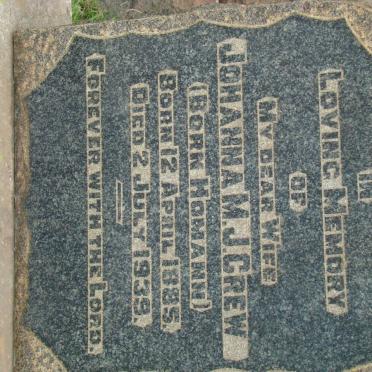 IN
LOVING MEMORY
OF
MY DEAR WIFE
JOHANNA M.J. CREW
(BORN HOMANN)
BORN 12 APRIL 1885
DIED 2 JULY 1939.
FOREVER WITH THE LORD.